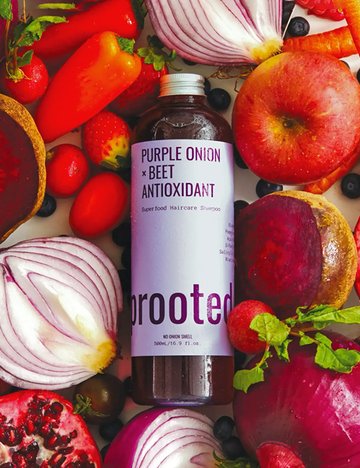 PURPLE ONION
× BEET
ANTIOXIDANT
Superfood Haircare Shampoo
prooted
NO ONION SMELL
500mL/16.9 fl.oz.